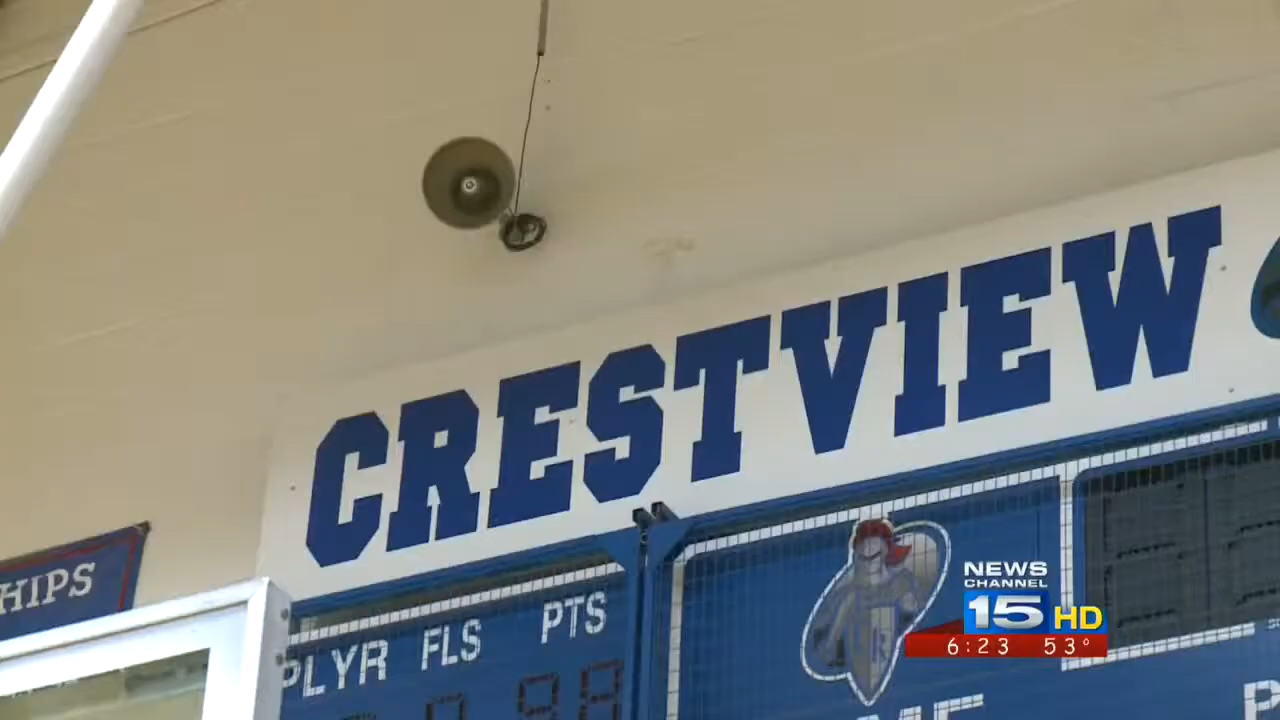 CRESTVIEW
HIPS
PLYR FLS PTS
NEWS
CHANNEL
15 HD
6:23 53°